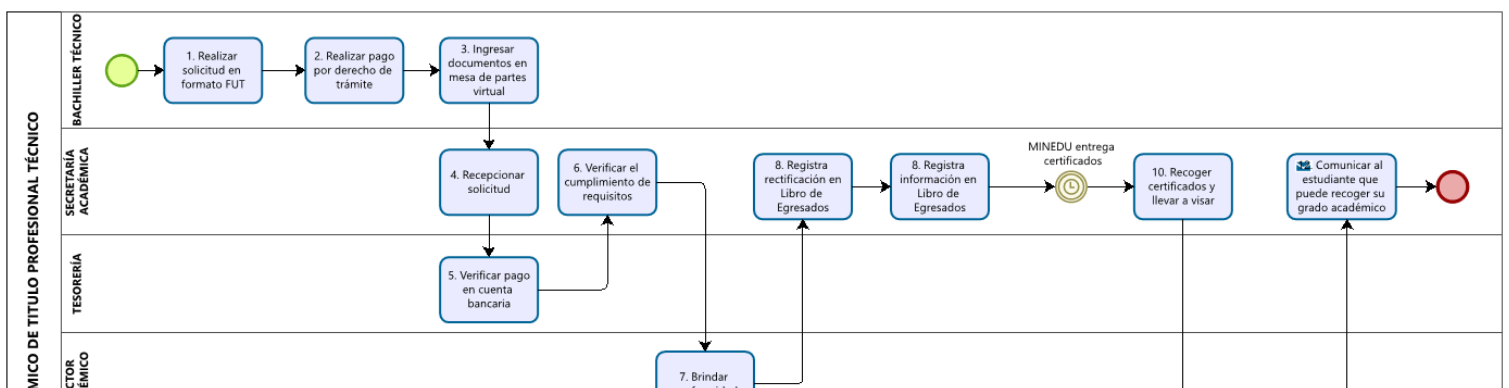 MICO DE TITULO PROFESIONAL TÉCNICO
BACHILLER TÉCNICO
1. Realizar
solicitud en
formato FUT
2. Realizar pago
por derecho de
trámite
3. Ingresar
documentos en
mesa de partes
virtual
SECRETARÍA
ACADÉMICA
4. Recepcionar
solicitud
6. Verificar el
cumplimiento de
requisitos
8. Registra
rectificación en
Libro de
Egresados
8. Registra
información en
Libro de
Egresados
MINEDU entrega
certificados
10. Recoger
certificados y
llevar a visar
Comunicar al
estudiante que
puede recoger su
grado académico
TESORERÍA
5. Verificar pago
en cuenta
bancaria
CTOR
ÉMICO
7. Brindar